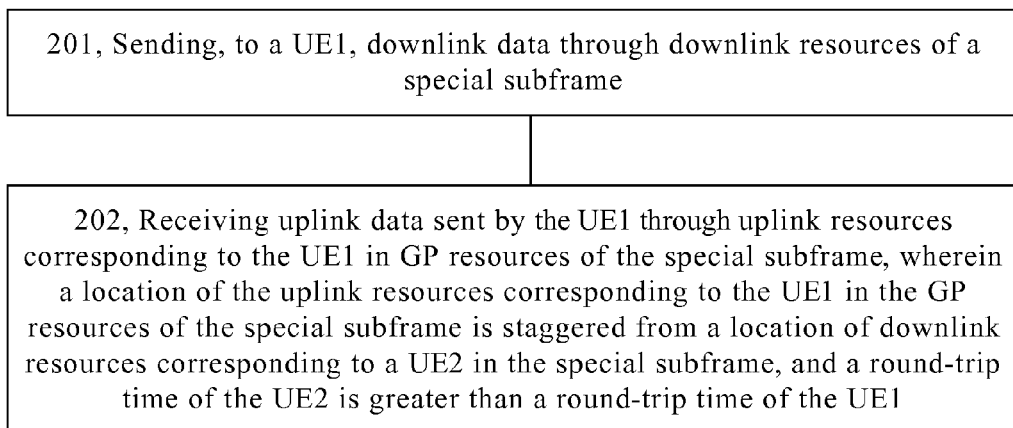 201, Sending, to a UE1, downlink data through downlink resources of a
special subframe
202, Receiving uplink data sent by the UE1 through uplink resources
corresponding to the UE1 in GP resources of the special subframe, wherein
a location of the uplink resources corresponding to the UE1 in the GP
resources of the special subframe is staggered from a location of downlink
resources corresponding to a UE2 in the special subframe, and a round-trip
time of the UE2 is greater than a round-trip time of the UE1